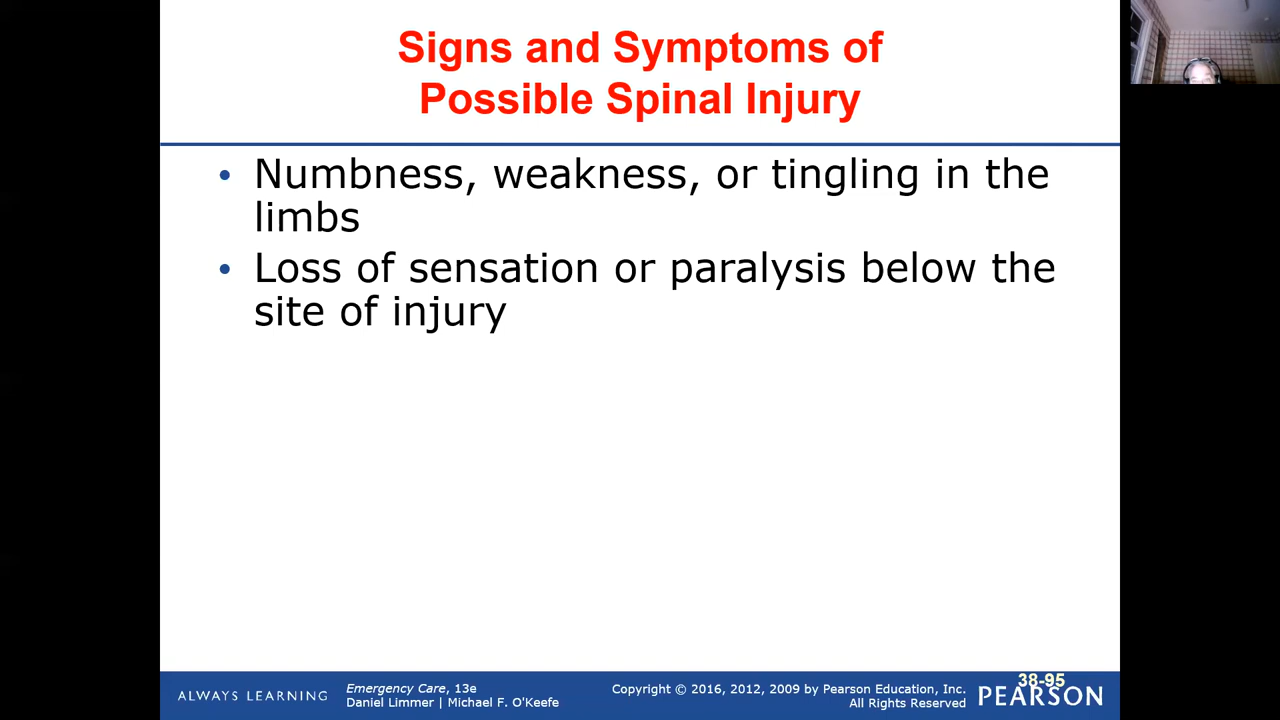 Signs and Symptoms of
Possible Spinal Injury
• Numbness, weakness, or tingling in the
limbs
• Loss of sensation or paralysis below the
site of injury
ALWAYS LEARNING
Emergency Care, 13e
Daniel Limmer | Michael F. O'Keefe
Copyright © 2016, 2012, 2009 by Pearson Education, Inc.
All Rights Reserved
38-95
PEARSON